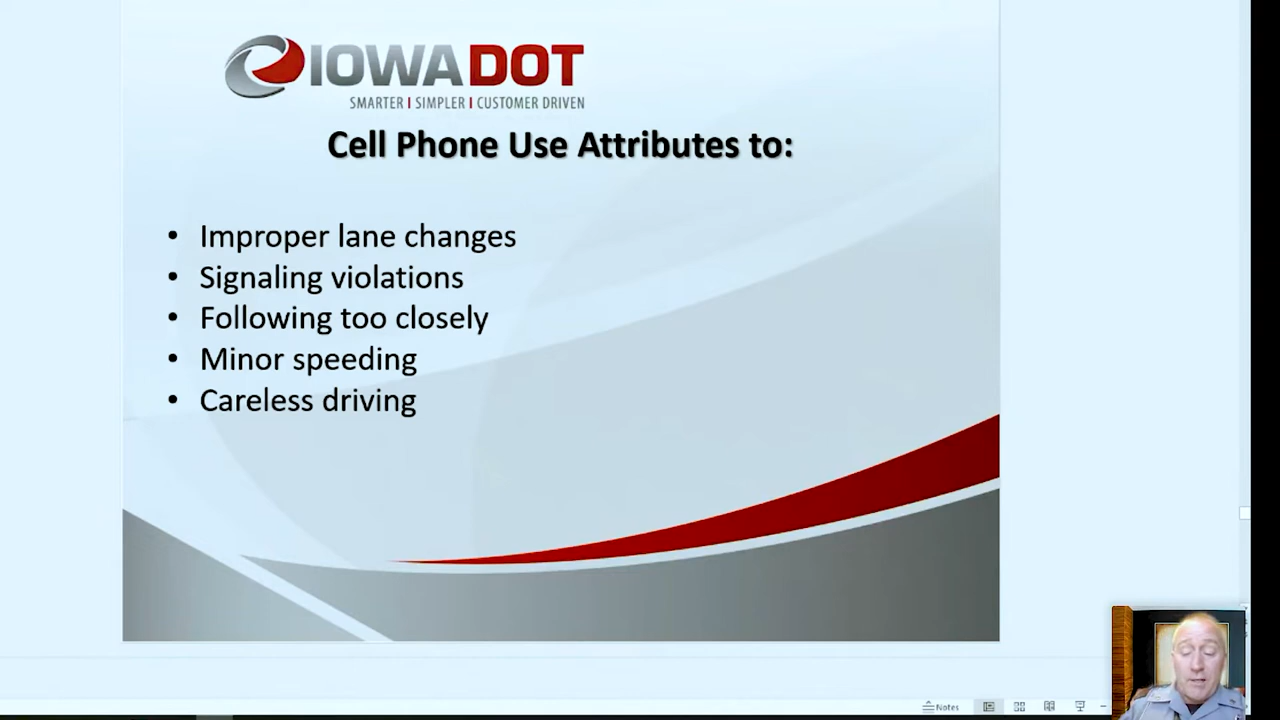 IOWADOT
SMARTER | SIMPLER | CUSTOMER DRIVEN
Cell Phone Use Attributes to:
• Improper lane changes
• Signaling violations
• Following too closely
• Minor speeding
• Careless driving
Notes